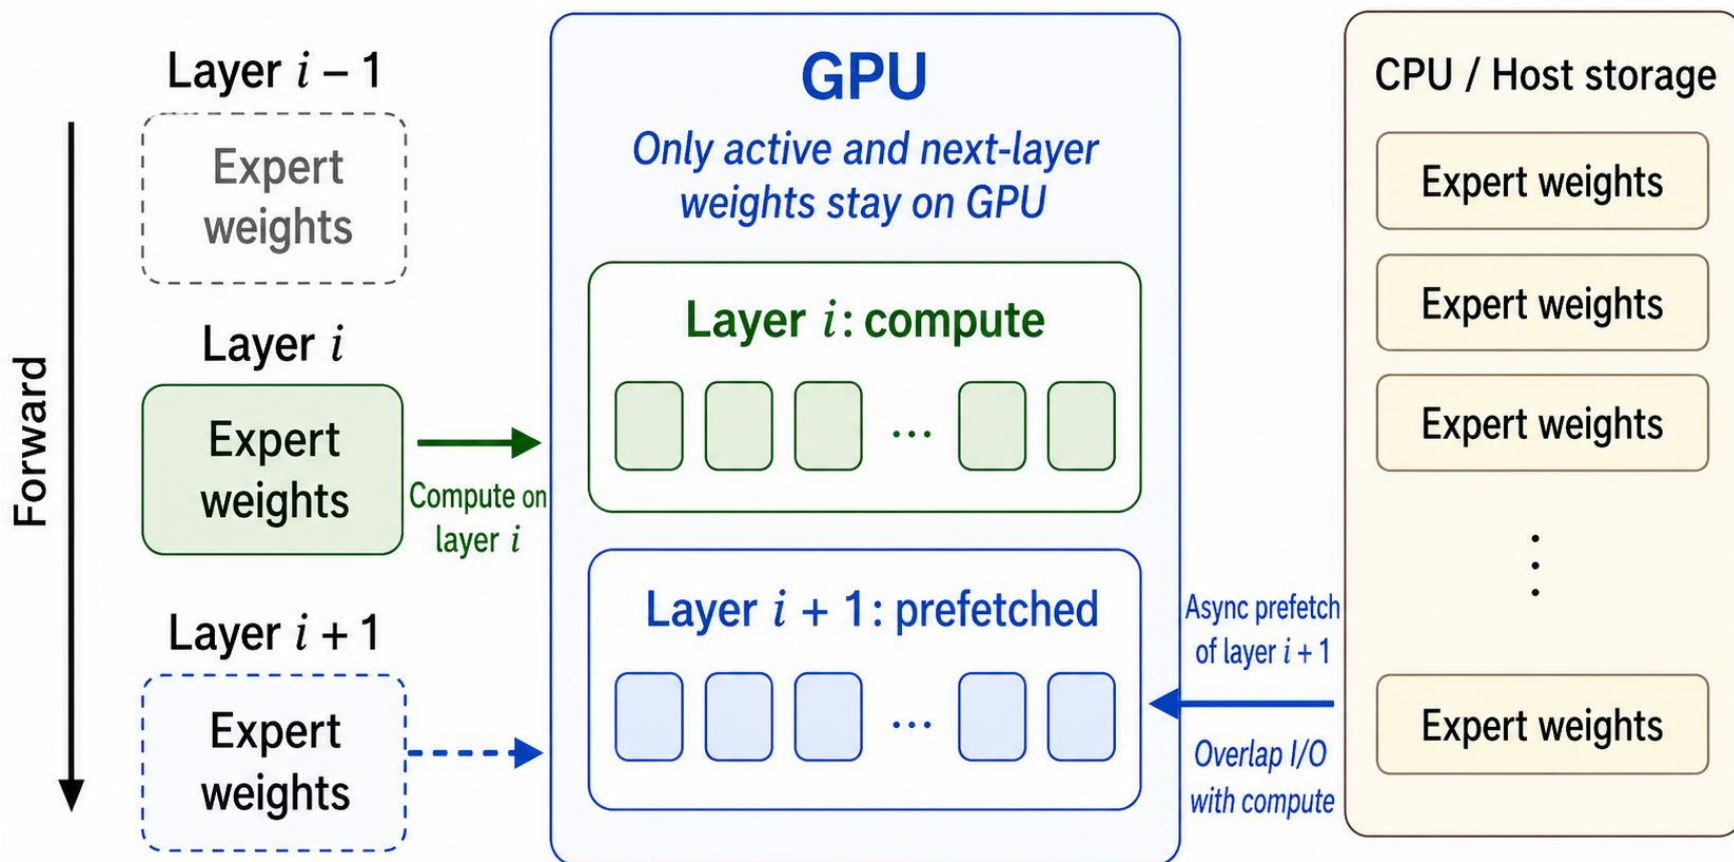 Layer i – 1
Expert
weights
Forward
Layer i
Expert
weights
Compute on
layer i
Layer i + 1
Expert
weights
GPU
Only active and next-layer
weights stay on GPU
Layer i: compute
...
Layer i + 1: prefetched
...
Async prefetch
of layer i + 1
Overlap I/O
with compute
CPU / Host storage
Expert weights
Expert weights
Expert weights
⋮
Expert weights